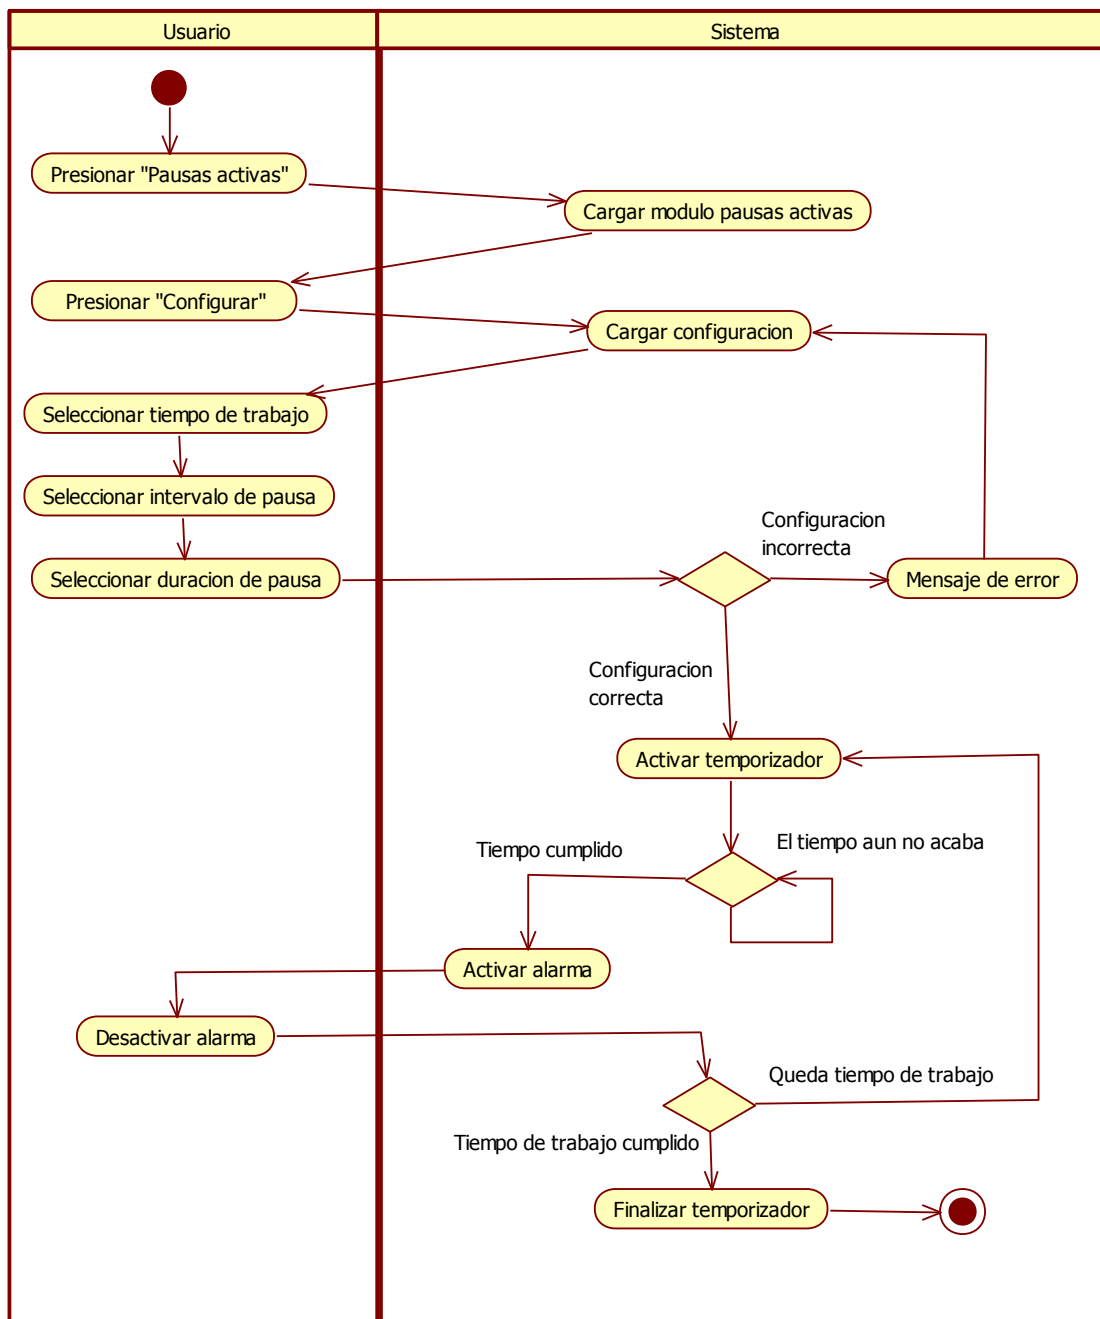 Usuario
Sistema
Presionar "Pausas activas"
Cargar modulo pausas activas
Presionar "Configurar"
Cargar configuracion
Seleccionar tiempo de trabajo
Seleccionar intervalo de pausa
Configuracion
incorrecta
Seleccionar duracion de pausa
Mensaje de error
Configuracion
correcta
Activar temporizador
El tiempo aun no acaba
Tiempo cumplido
Activar alarma
Desactivar alarma
Queda tiempo de trabajo
Tiempo de trabajo cumplido
Finalizar temporizador